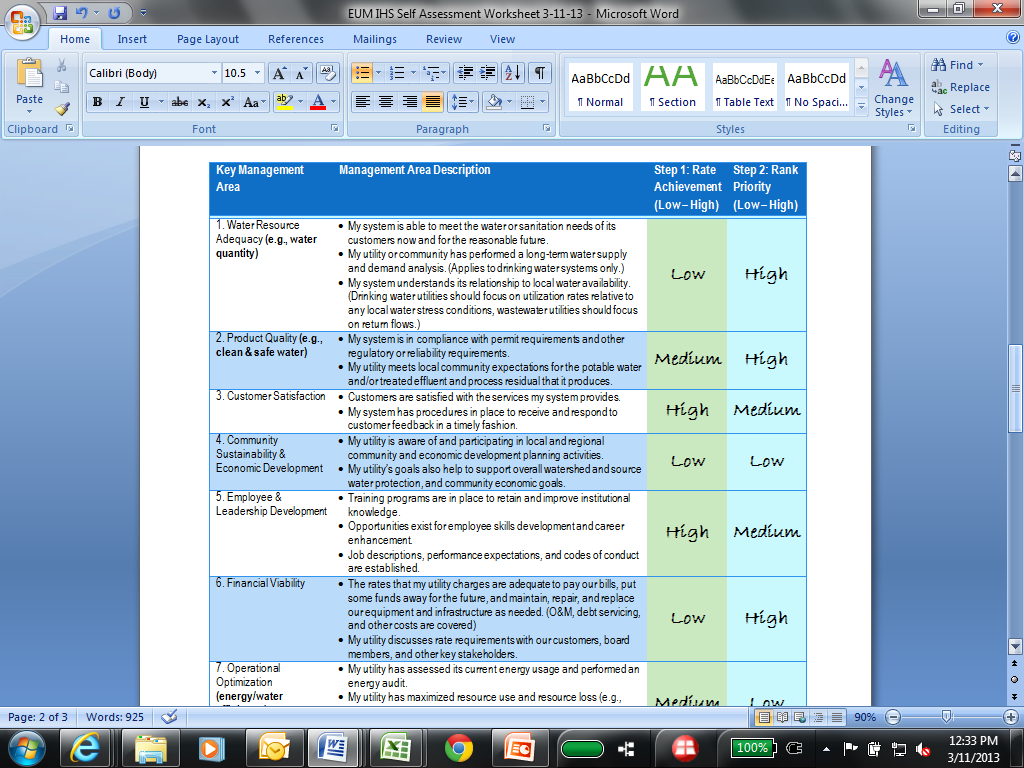 EUM IHS Self Assessment Worksheet 3-11-13 - Microsoft Word
Home Insert Page Layout References Mailings Review View
Paste
Clipboard
Calibri (Body) 10.5
Font
Paragraph
AaBbCcDd AA AaBbCcDdEe AaBbCcDd
¶ Normal ¶ Section ¶ Table Text ¶ No Spaci...
Change
Styles
Styles
Find
Replace
Select
Editing
Key Management Area
Management Area Description
Step 1: Rate Achievement (Low – High)
Step 2: Rank Priority (Low – High)
1. Water Resource
Adequacy (e.g., water
quantity)
• My system is able to meet the water or sanitation needs of its
customers now and for the reasonable future.
• My utility or community has performed a long-term water supply
and demand analysis. (Applies to drinking water systems only.)
• My system understands its relationship to local water availability.
(Drinking water utilities should focus on utilization rates relative to
any local water stress conditions, wastewater utilities should focus
on return flows.)
Low High
2. Product Quality (e.g.,
clean & safe water)
• My system is in compliance with permit requirements and other
regulatory or reliability requirements.
• My utility meets local community expectations for the potable water
and/or treated effluent and process residual that it produces.
Medium High
3. Customer Satisfaction
• Customers are satisfied with the services my system provides.
• My system has procedures in place to receive and respond to
customer feedback in a timely fashion.
High Medium
4. Community
Sustainability &
Economic Development
• My utility is aware of and participating in local and regional
community and economic development planning activities.
• My utility's goals also help to support overall watershed and source
water protection, and community economic goals.
Low Low
5. Employee &
Leadership Development
• Training programs are in place to retain and improve institutional
knowledge.
• Opportunities exist for employee skills development and career
enhancement.
• Job descriptions, performance expectations, and codes of conduct
are established.
High Medium
6. Financial Viability
• The rates that my utility charges are adequate to pay our bills, put
some funds away for the future, and maintain, repair, and replace
our equipment and infrastructure as needed. (O&M, debt servicing,
and other costs are covered)
• My utility discusses rate requirements with our customers, board
members, and other key stakeholders.
Low High
7. Operational
Optimization
(energy/water
• My utility has assessed its current energy usage and performed an
energy audit.
• My utility has maximized resource use and resource loss (e.g.,
Medium Low
Page: 2 of 3 Words: 925 90%
100%
12:33 PM
3/11/2013